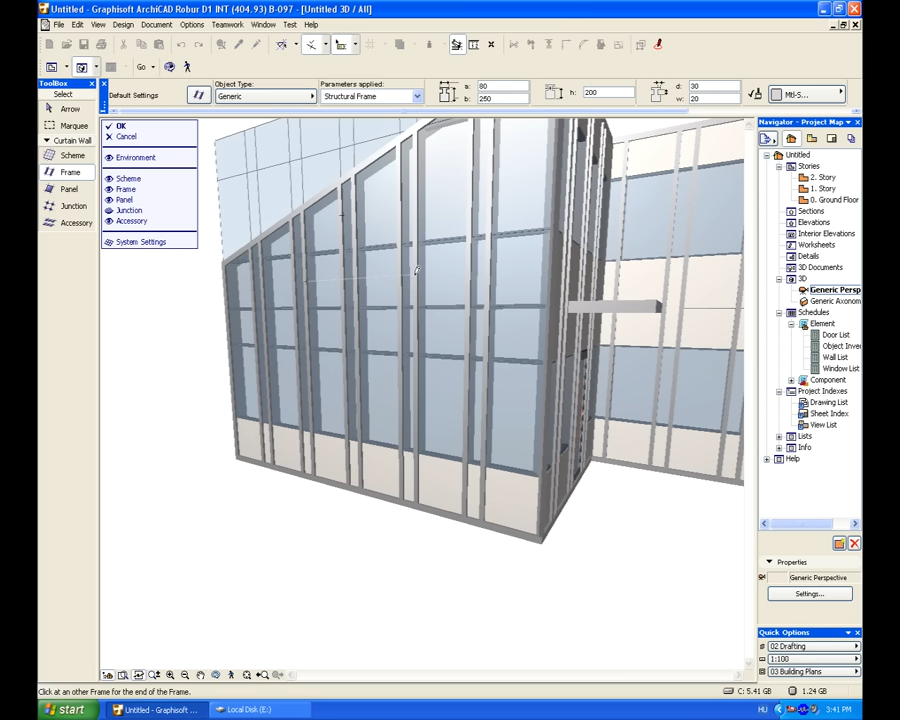 Untitled - Graphisoft ArchiCAD Robur D1 INT (404.93) B-097 - [Untitled 3D / All]
File Edit View Design Document Options Teamwork Window Test Help
Go
ToolBox
Select
Arrow
Marquee
Curtain Wall
Scheme
Frame
Panel
Junction
Accessory
Default Settings
Object Type:
Generic
Parameters applied:
Structural Frame
a: 80
b: 250
h: 200
d: 30
w: 20
Mtl-S...
OK
Cancel
Environment
Scheme
Frame
Panel
Junction
Accessory
System Settings
Navigator - Project Map
Untitled
Stories
2. Story
1. Story
0. Ground Floor
Sections
Elevations
Interior Elevations
Worksheets
Details
3D Documents
3D
Generic Persp
Generic Axonom
Schedules
Element
Door List
Object Inve
Wall List
Window List
Component
Project Indexes
Drawing List
Sheet Index
View List
Lists
Info
Help
Properties
Generic Perspective
Settings...
Quick Options
02 Drafting
1:100
03 Building Plans
Click at an other Frame for the end of the Frame.
C: 5.41 GB
1.24 GB
start
Untitled - Graphisoft ...
Local Disk (E:)
HU
3:41 PM